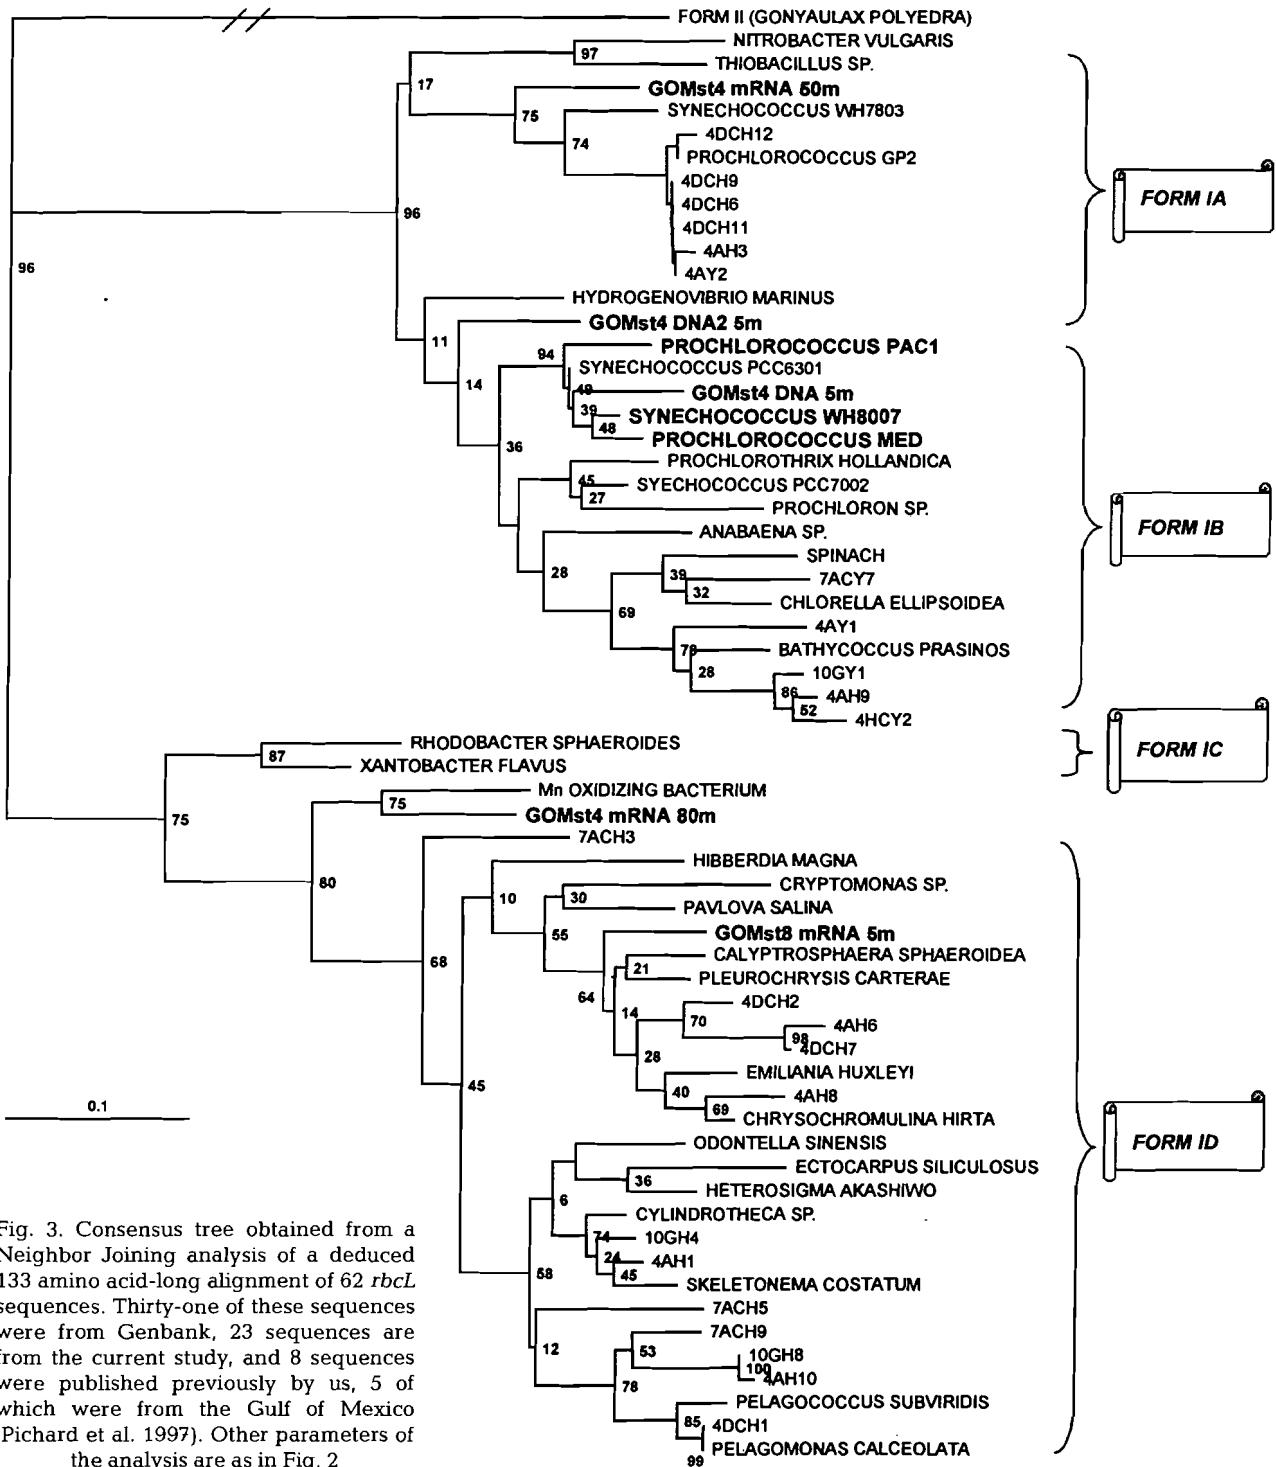 FORM II (GONYAULAX POLYEDRA)
NITROBACTER VULGARIS
97
THIOBACILLUS SP.
17
GOMst4 mRNA 50m
75
SYNECHOCOCCUS WH7803
4DCH12
74
PROCHLOROCOCCUS GP2
4DCH9
FORM IA
4DCH6
96
4DCH11
4AH3
96
4AY2
HYDROGENOVIBRIO MARINUS
GOMst4 DNA2 5m
11
PROCHLOROCOCCUS PAC1
94
SYNECHOCOCCUS PCC6301
14
49
GOMst4 DNA 5m
39
SYNECHOCOCCUS WH8007
48
PROCHLOROCOCCUS MED
36
PROCHLOROTHRIX HOLLANDICA
45
SYECHOCOCCUS PCC7002
27
PROCHLORON SP.
FORM IB
ANABAENA SP.
SPINACH
28
39
7ACY7
32
CHLORELLA ELLIPSOIDEA
69
4AY1
78
BATHYCOCCUS PRASINOS
28
10GY1
86
4AH9
52
4HCY2
RHODOBACTER SPHAEROIDES
87
FORM IC
XANTOBACTER FLAVUS
Mn OXIDIZING BACTERIUM
75
GOMst4 mRNA 80m
75
7ACH3
HIBBERDIA MAGNA
80
CRYPTOMONAS SP.
10
30
PAVLOVA SALINA
55
GOMst8 mRNA 5m
CALYPTROSPHAERA SPHAEROIDEA
68
21
PLEUROCHRYSIS CARTERAE
64
4DCH2
14
70
4AH6
98
4DCH7
28
EMILIANIA HUXLEYI
45
40
4AH8
69
CHRYSOCHROMULINA HIRTA
0.1
ODONTELLA SINENSIS
FORM ID
ECTOCARPUS SILICULOSUS
36
HETEROSIGMA AKASHIWO
6
CYLINDROTHECA SP.
74
10GH4
24
4AH1
58
45
SKELETONEMA COSTATUM
7ACH5
7ACH9
12
53
10GH8
100
4AH10
78
PELAGOCOCCUS SUBVIRIDIS
85
4DCH1
PELAGOMONAS CALCEOLATA
99
Fig. 3. Consensus tree obtained from a
Neighbor Joining analysis of a deduced
133 amino acid-long alignment of 62 rbcL
sequences. Thirty-one of these sequences
were from Genbank, 23 sequences are
from the current study, and 8 sequences
were published previously by us, 5 of
which were from the Gulf of Mexico
(Pichard et al. 1997). Other parameters of
the analysis are as in Fig. 2